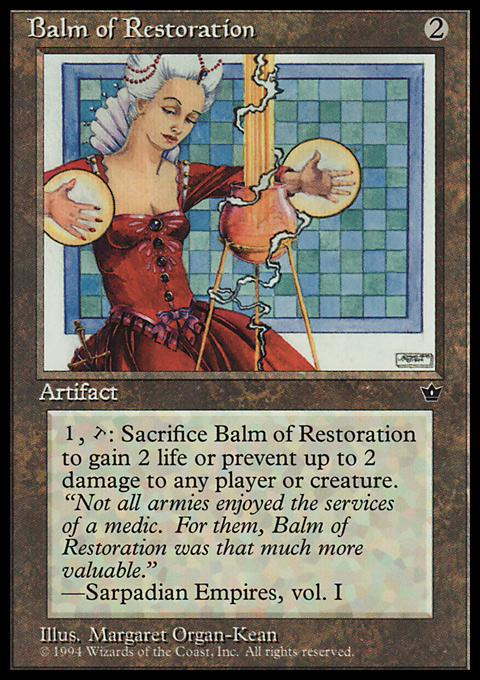 Balm of Restoration 2
Artifact
1, T: Sacrifice Balm of Restoration
to gain 2 life or prevent up to 2
damage to any player or creature.
“Not all armies enjoyed the services
of a medic. For them, Balm of
Restoration was that much more
valuable.”
—Sarpadian Empires, vol. I
Illus. Margaret Organ-Kean
© 1994 Wizards of the Coast, Inc. All rights reserved.